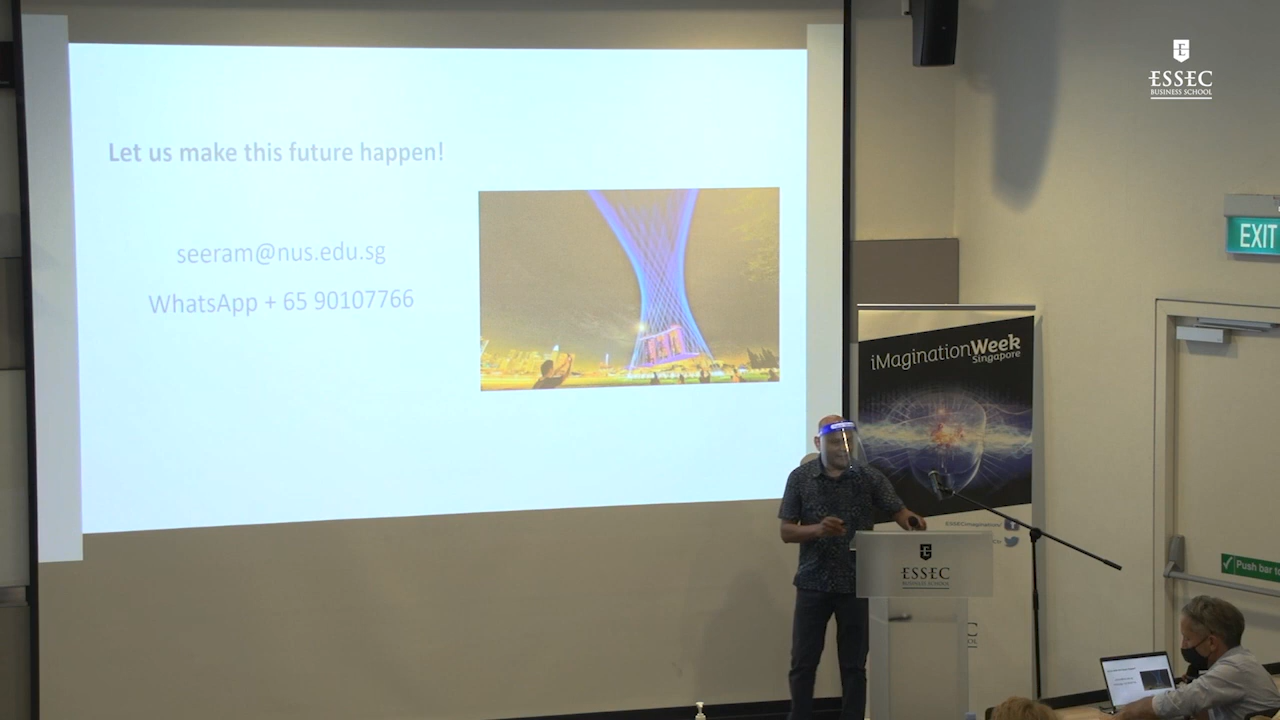 Let us make this future happen!
seeram@nus.edu.sg
WhatsApp + 65 90107766
ESSEC
BUSINESS SCHOOL
EXIT
iMaginationWeek
Singapore
ESSEC
BUSINESS SCHOOL
Push bar to